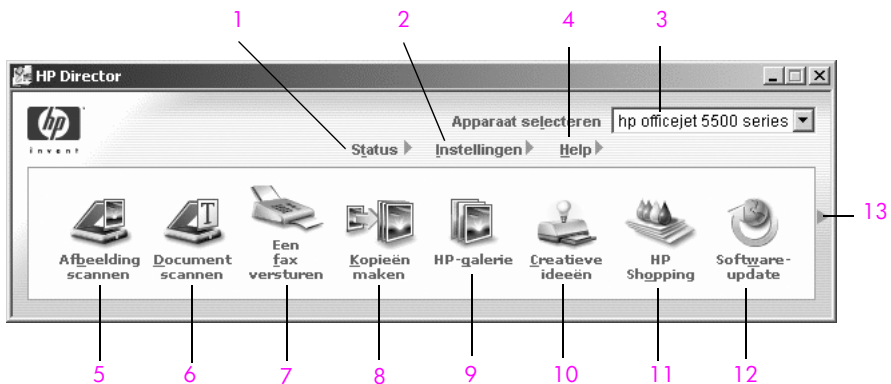 1 2 4 3
HP Director
hp
invent
Apparaat selecteren hp officejet 5500 series
Status Instellingen Help
13
Afbeelding scannen
Document scannen
Een fax versturen
Kopieën maken
HP-galerie
Creatieve ideeën
HP Shopping
Software-update
5 6 7 8 9 10 11 12